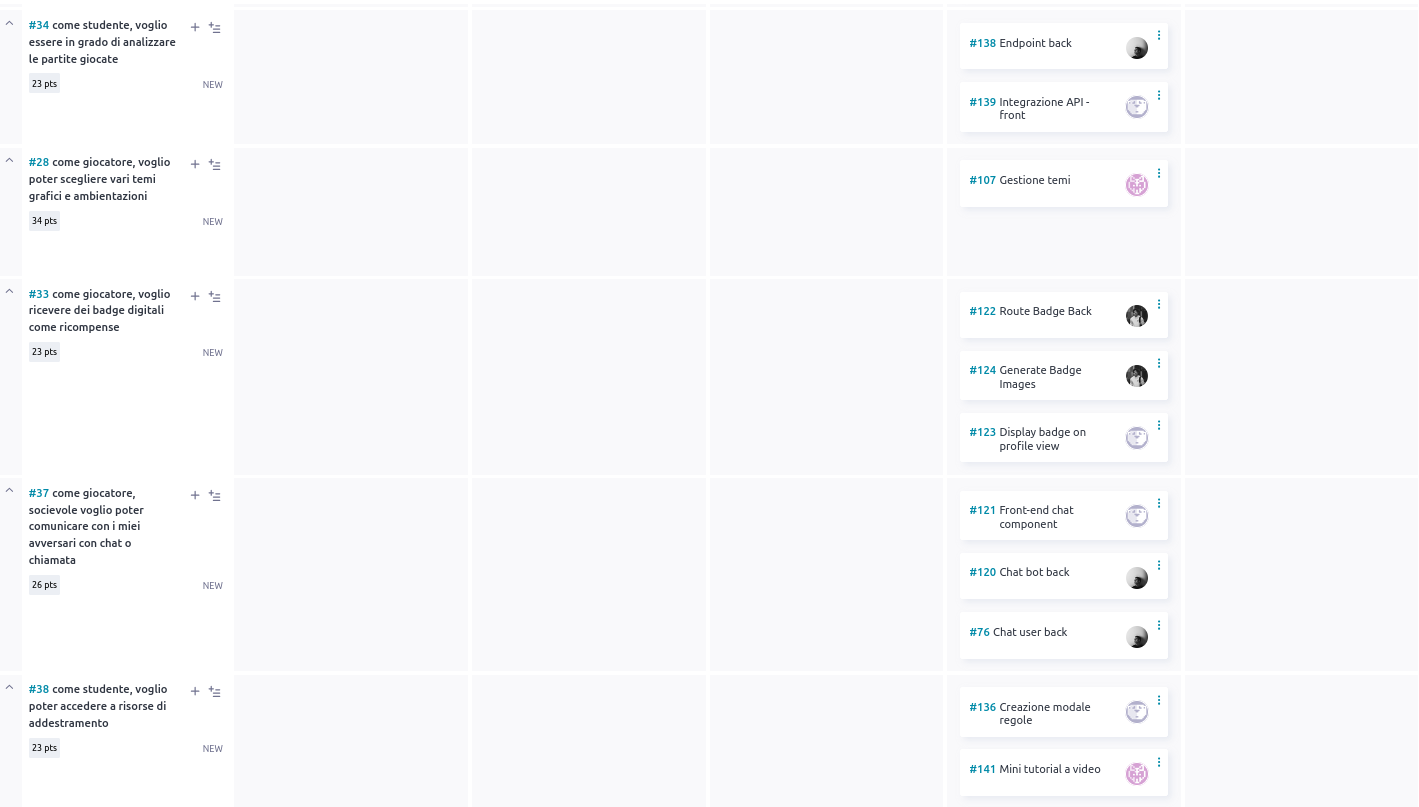 #34 come studente, voglio
essere in grado di analizzare
le partite giocate
23 pts
NEW
#138 Endpoint back
#139 Integrazione API -
front
#28 come giocatore, voglio
poter scegliere vari temi
grafici e ambientazioni
34 pts
NEW
#107 Gestione temi
#33 come giocatore, voglio
ricevere dei badge digitali
come ricompense
23 pts
NEW
#122 Route Badge Back
#124 Generate Badge
Images
#123 Display badge on
profile view
#37 come giocatore,
socievole voglio poter
comunicare con i miei
avversari con chat o
chiamata
26 pts
NEW
#121 Front-end chat
component
#120 Chat bot back
#76 Chat user back
#38 come studente, voglio
poter accedere a risorse di
addestramento
23 pts
NEW
#136 Creazione modale
regole
#141 Mini tutorial a video